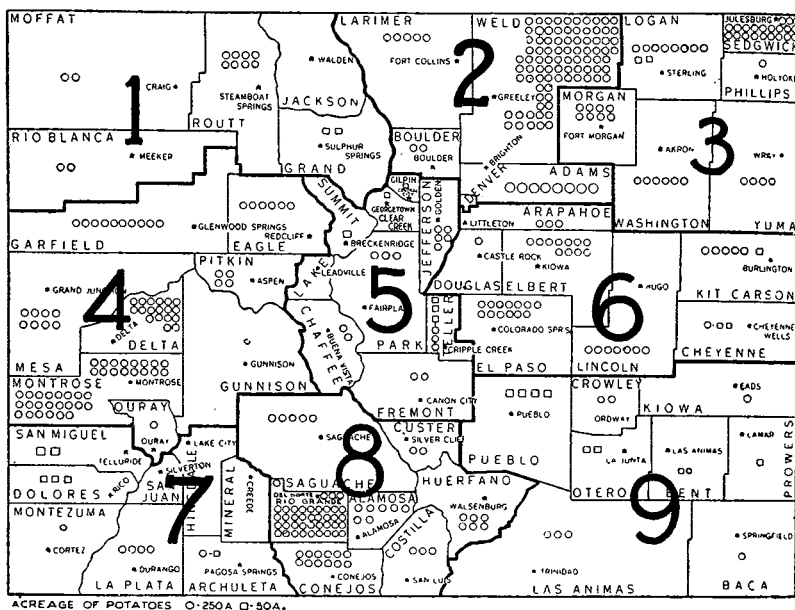 MOFFAT
LARIMER
WELD
LOGAN
JULESBURG
SEDGWICK
WALDEN
FORT COLLINS
STERLING
HOLYOKE
PHILLIPS
1
CRAIG
STEAMBOAT SPRINGS
JACKSON
2
GREELEY
MORGAN
FORT MORGAN
ROUTT
RIO BLANCA
MEEKER
SULPHUR SPRINGS
GRAND
BOULDER
BOULDER
BRIGHTON
AKRON
3
WRAY
GILPIN
DENVER
ADAMS
GEORGETOWN
CLEAR CREEK
GOLDEN
JEFFERSON
SUMMIT
LITTLETON
ARAPAHOE
WASHINGTON
YUMA
GARFIELD
GLENWOOD SPRINGS
REDCLIFF
EAGLE
BRECKENRIDGE
CASTLE ROCK
KIOWA
BURLINGTON
PITKIN
ASPEN
LAKE
LEADVILLE
5
DOUGLAS
ELBERT
6
HUGO
KIT CARSON
GRAND JUNCTION
4
DELTA
DELTA
FAIRPLAY
TELLER
COLORADO SPRS
CHEYENNE WELLS
MESA
CHAFFEE
BUENA VISTA
PARK
CRIPPLE CREEK
EL PASO
LINCOLN
CHEYENNE
MONTROSE
MONTROSE
GUNNISON
GUNNISON
CANON CITY
FREMONT
PUEBLO
CROWLEY
ORDWAY
EADS
KIOWA
OURAY
OURAY
SAN MIGUEL
TELLURIDE
LAKE CITY
SAGUACHE
8
CUSTER
SILVER CLIFF
PUEBLO
LA JUNTA
LAS ANIMAS
LAMAR
PROWERS
SILVERTON
SAN JUAN
HINSDALE
DOLORES
RICO
7
MINERAL
CREEDE
SAGUACHE
DEL NORTE
RIO GRANDE
ALAMOSA
ALAMOSA
HUERFANO
WALSENBURG
OTERO
BENT
9
MONTEZUMA
CORTEZ
DURANGO
LA PLATA
PAGOSA SPRINGS
ARCHULETA
CONEJOS
CONEJOS
COSTILLA
SAN LUIS
TRINIDAD
LAS ANIMAS
SPRINGFIELD
BACA
ACREAGE OF POTATOES O-250A □-50A.